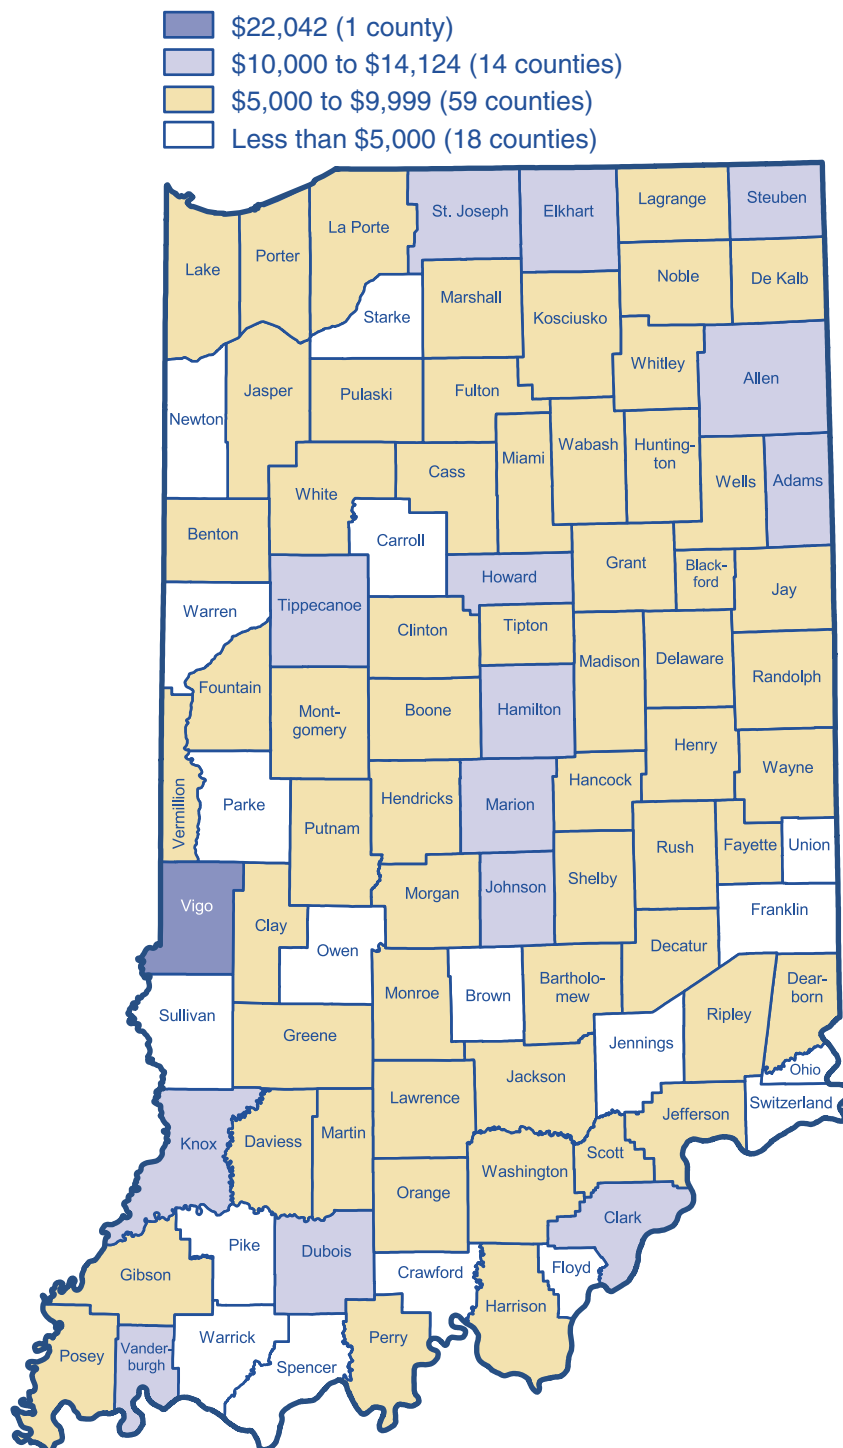 $22,042 (1 county)
$10,000 to $14,124 (14 counties)
$5,000 to $9,999 (59 counties)
Less than $5,000 (18 counties)
St. Joseph
Elkhart
Lagrange
Steuben
La Porte
Lake
Porter
Noble
De Kalb
Marshall
Starke
Kosciusko
Whitley
Allen
Newton
Jasper
Pulaski
Fulton
Miami
Wabash
Hunting-
ton
Wells
Adams
White
Cass
Benton
Carroll
Howard
Grant
Black-
ford
Jay
Warren
Tippecanoe
Clinton
Tipton
Madison
Delaware
Randolph
Fountain
Mont-
gomery
Boone
Hamilton
Henry
Wayne
Vermillion
Parke
Putnam
Hendricks
Marion
Hancock
Rush
Fayette
Union
Vigo
Clay
Morgan
Johnson
Shelby
Franklin
Owen
Decatur
Sullivan
Monroe
Brown
Bartholo-
mew
Ripley
Dear-
born
Greene
Jennings
Ohio
Lawrence
Jackson
Switzerland
Knox
Daviess
Martin
Jefferson
Scott
Washington
Orange
Clark
Pike
Dubois
Gibson
Crawford
Floyd
Harrison
Posey
Vander-
burgh
Warrick
Spencer
Perry